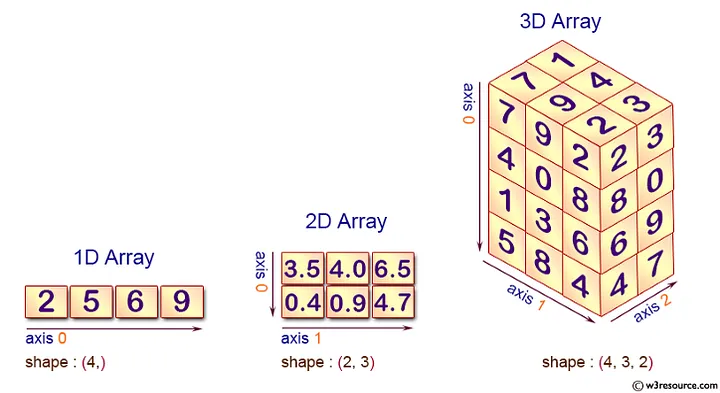 3D Array
1 4 3
7 9 2
axis 0
7 9 2 2 3
4 0 8 8 0
1 3 6 6 9
5 8 4 4 7
axis 1
axis 2
shape : (4, 3, 2)
2D Array
axis 0
3.5 4.0 6.5
0.4 0.9 4.7
axis 1
shape : (2, 3)
1D Array
2 5 6 9
axis 0
shape : (4,)
© w3resource.com